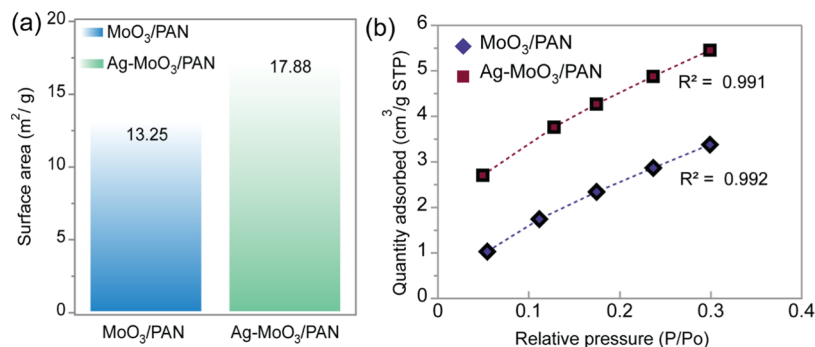 (a)
20
15
10
5
0
Surface area (m²/ g)
MoO₃/PAN
Ag-MoO₃/PAN
13.25
17.88
MoO₃/PAN
Ag-MoO₃/PAN
(b)
6
5
4
3
2
1
0
Quantity adsorbed (cm³/g STP)
MoO₃/PAN
Ag-MoO₃/PAN
R² = 0.991
R² = 0.992
0
0.1
0.2
0.3
0.4
Relative pressure (P/Po)